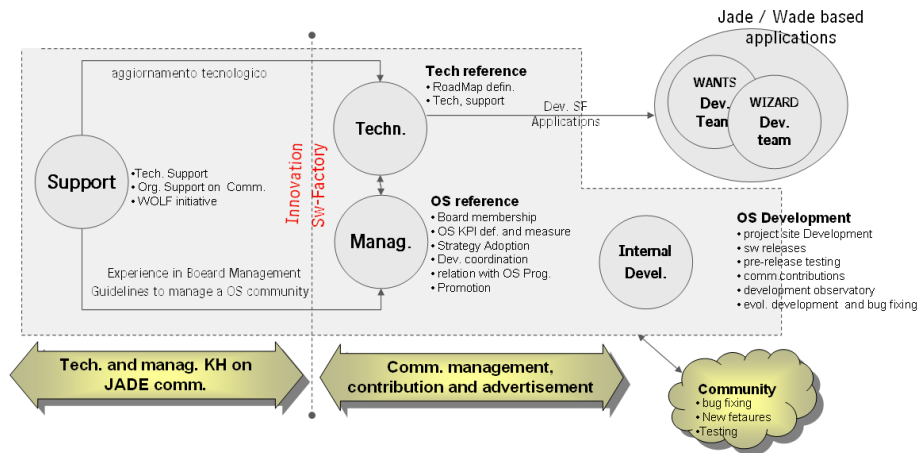 Jade / Wade based
applications
aggiornamento tecnologico
Tech reference
• RoadMap defin.
• Tech, support
Techn.
Dev. SF
Applications
WANTS
Dev.
Team
WIZARD
Dev.
team
Support
•Tech. Support
• Org. Support on Comm.
•WOLF initiative
Innovation
Sw-Factory
Manag.
OS reference
• Board membership
• OS KPI def. and measure
• Strategy Adoption
• Dev. coordination
• relation with OS Prog.
• Promotion
Internal
Devel.
OS Development
• project site Development
• sw releases
• pre-release testing
• comm.contributions
• development observatory
• evol. development and bug fixing
Experience in Boeard Management
Guidelines to manage a OS community
Tech. and manag. KH on
JADE comm.
Comm. management,
contribution and advertisement
Community
• bug fixing
• New fetaures
•Testing